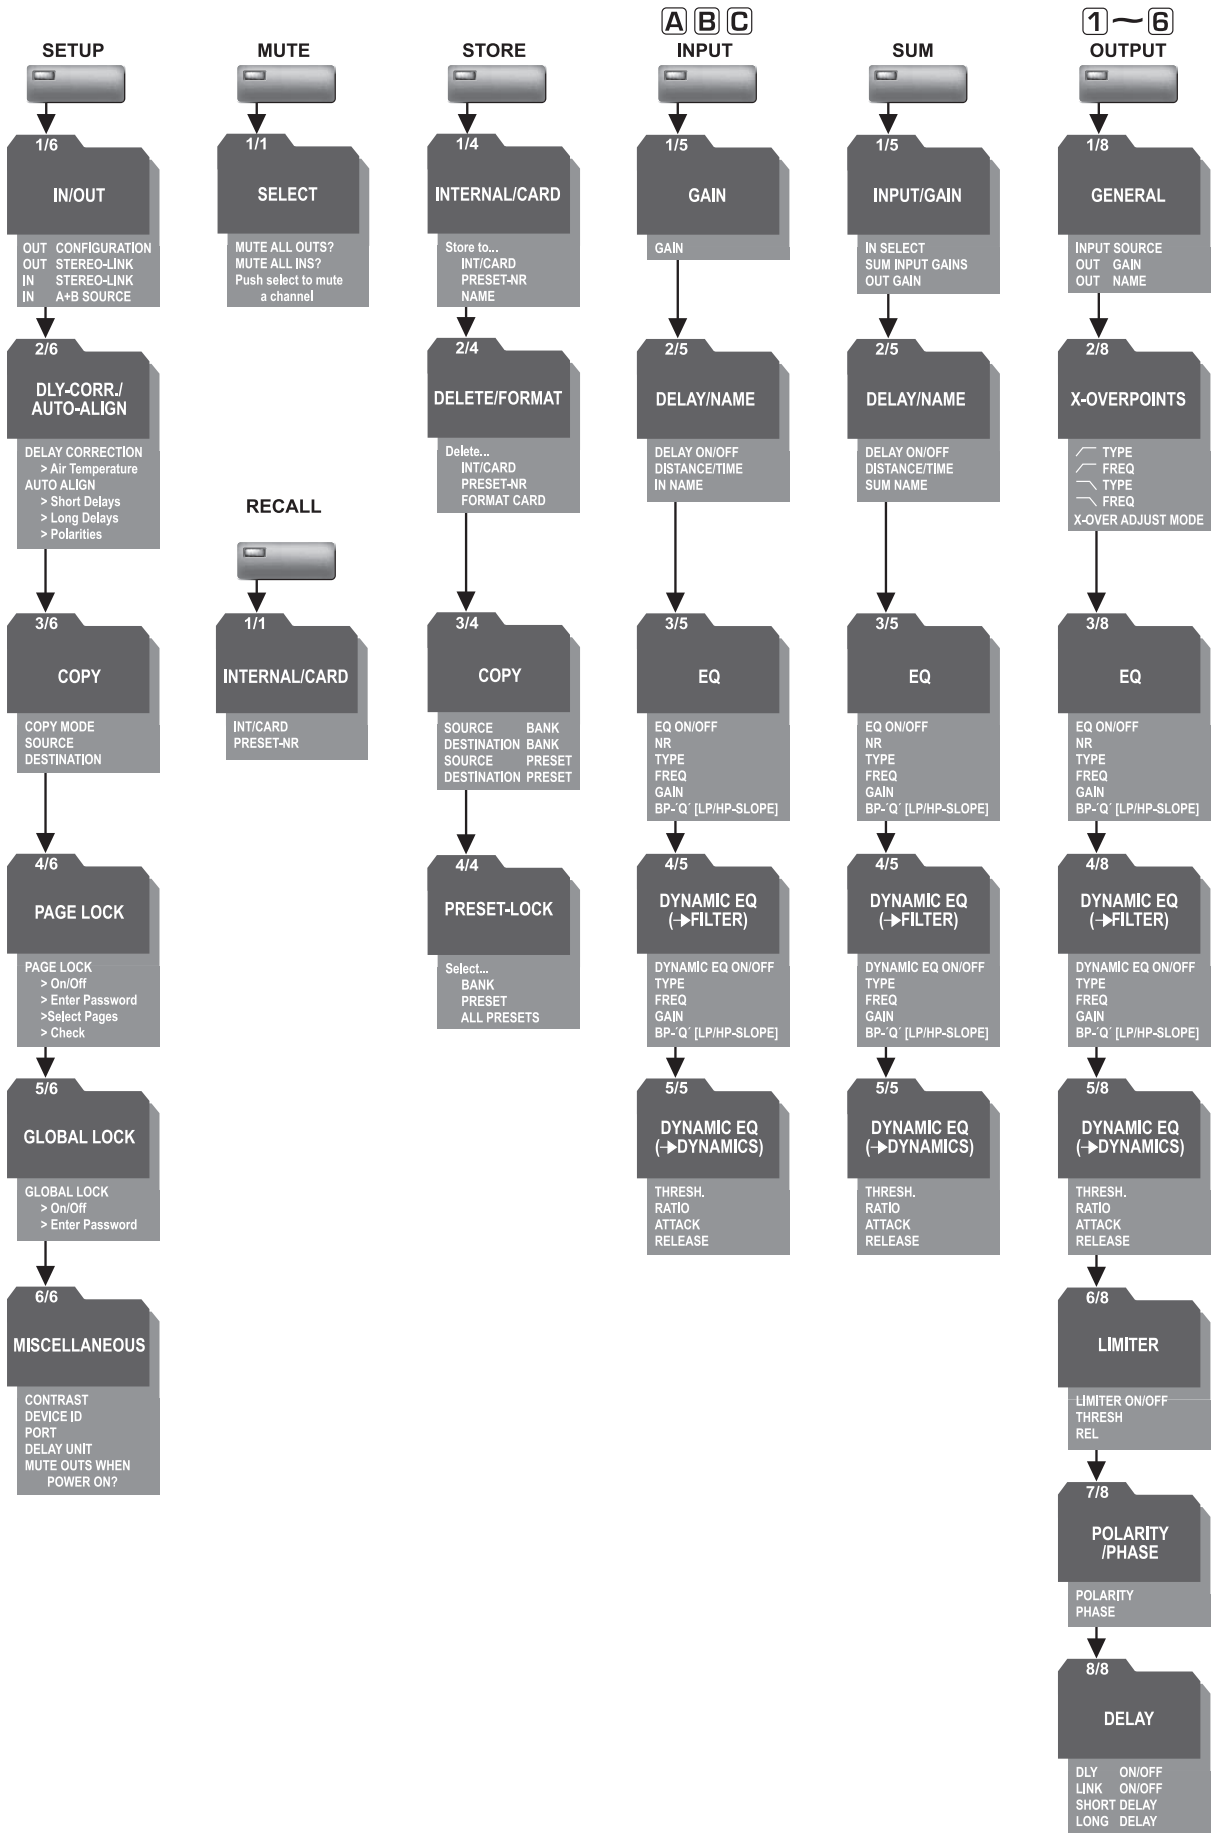 SETUP
1/6
IN/OUT
OUT CONFIGURATION
OUT STEREO-LINK
IN STEREO-LINK
IN A+B SOURCE
2/6
DLY-CORR./
AUTO-ALIGN
DELAY CORRECTION
> Air Temperature
AUTO ALIGN
> Short Delays
> Long Delays
> Polarities
3/6
COPY
COPY MODE
SOURCE
DESTINATION
4/6
PAGE LOCK
PAGE LOCK
> On/Off
> Enter Password
>Select Pages
> Check
5/6
GLOBAL LOCK
GLOBAL LOCK
> On/Off
> Enter Password
6/6
MISCELLANEOUS
CONTRAST
DEVICE ID
PORT
DELAY UNIT
MUTE OUTS WHEN
POWER ON?
MUTE
1/1
SELECT
MUTE ALL OUTS?
MUTE ALL INS?
Push select to mute
a channel
RECALL
1/1
INTERNAL/CARD
INT/CARD
PRESET-NR
STORE
1/4
INTERNAL/CARD
Store to...
INT/CARD
PRESET-NR
NAME
2/4
DELETE/FORMAT
Delete...
INT/CARD
PRESET-NR
FORMAT CARD
3/4
COPY
SOURCE BANK
DESTINATION BANK
SOURCE PRESET
DESTINATION PRESET
4/4
PRESET-LOCK
Select...
BANK
PRESET
ALL PRESETS
A B C
INPUT
1/5
GAIN
GAIN
2/5
DELAY/NAME
DELAY ON/OFF
DISTANCE/TIME
IN NAME
3/5
EQ
EQ ON/OFF
NR
TYPE
FREQ
GAIN
BP-´Q´ [LP/HP-SLOPE]
4/5
DYNAMIC EQ
(→FILTER)
DYNAMIC EQ ON/OFF
TYPE
FREQ
GAIN
BP-´Q´ [LP/HP-SLOPE]
5/5
DYNAMIC EQ
(→DYNAMICS)
THRESH.
RATIO
ATTACK
RELEASE
SUM
1/5
INPUT/GAIN
IN SELECT
SUM INPUT GAINS
OUT GAIN
2/5
DELAY/NAME
DELAY ON/OFF
DISTANCE/TIME
SUM NAME
3/5
EQ
EQ ON/OFF
NR
TYPE
FREQ
GAIN
BP-´Q´ [LP/HP-SLOPE]
4/5
DYNAMIC EQ
(→FILTER)
DYNAMIC EQ ON/OFF
TYPE
FREQ
GAIN
BP-´Q´ [LP/HP-SLOPE]
5/5
DYNAMIC EQ
(→DYNAMICS)
THRESH.
RATIO
ATTACK
RELEASE
1~6
OUTPUT
1/8
GENERAL
INPUT SOURCE
OUT GAIN
OUT NAME
2/8
X-OVERPOINTS
TYPE
FREQ
TYPE
FREQ
X-OVER ADJUST MODE
3/8
EQ
EQ ON/OFF
NR
TYPE
FREQ
GAIN
BP-´Q´ [LP/HP-SLOPE]
4/8
DYNAMIC EQ
(→FILTER)
DYNAMIC EQ ON/OFF
TYPE
FREQ
GAIN
BP-´Q´ [LP/HP-SLOPE]
5/8
DYNAMIC EQ
(→DYNAMICS)
THRESH.
RATIO
ATTACK
RELEASE
6/8
LIMITER
LIMITER ON/OFF
THRESH
REL
7/8
POLARITY
/PHASE
POLARITY
PHASE
8/8
DELAY
DLY ON/OFF
LINK ON/OFF
SHORT DELAY
LONG DELAY